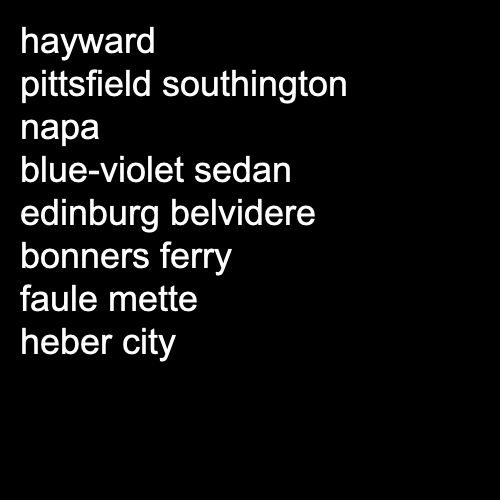 hayward
pittsfield southington
napa
blue-violet sedan
edinburg belvidere
bonners ferry
faule mette
heber city